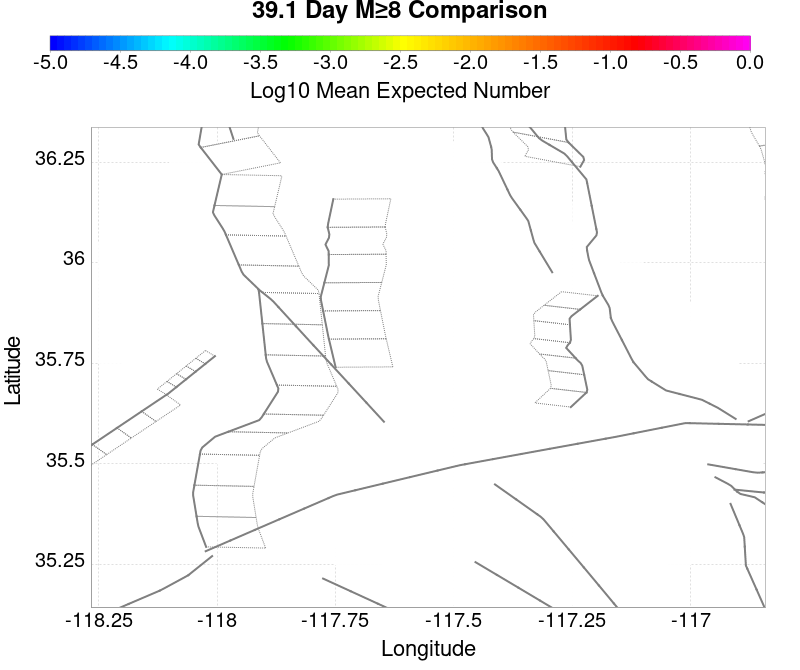 39.1 Day M≥8 Comparison
-5.0 -4.5 -4.0 -3.5 -3.0 -2.5 -2.0 -1.5 -1.0 -0.5 0.0
Log10 Mean Expected Number
36.25
36
35.75
35.5
35.25
Latitude
-118.25 -118 -117.75 -117.5 -117.25 -117
Longitude